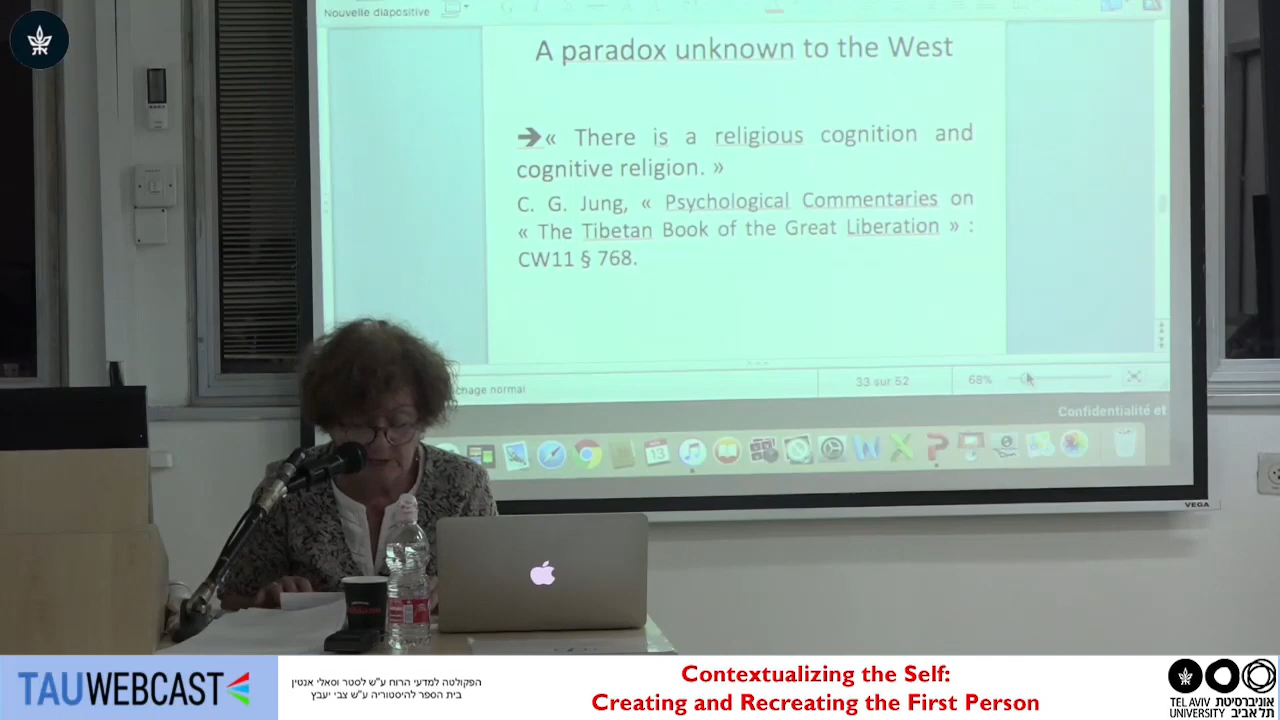 Nouvelle diapositive
A paradox unknown to the West
➔« There is a religious cognition and
cognitive religion. »
C. G. Jung, « Psychological Commentaries on
« The Tibetan Book of the Great Liberation » :
CW11 § 768.
chage normal
33 sur 52
68%
Confidentialité et
13
VEGA
TAUWEBCAST
הפקולטה למדעי הרוח ע"ש לסטר וסאלי אנטין
בית הספר להיסטוריה ע"ש צבי יעבץ
Contextualizing the Self:
Creating and Recreating the First Person
TEL AVIV אוניברסיטת
UNIVERSITY תל אביב